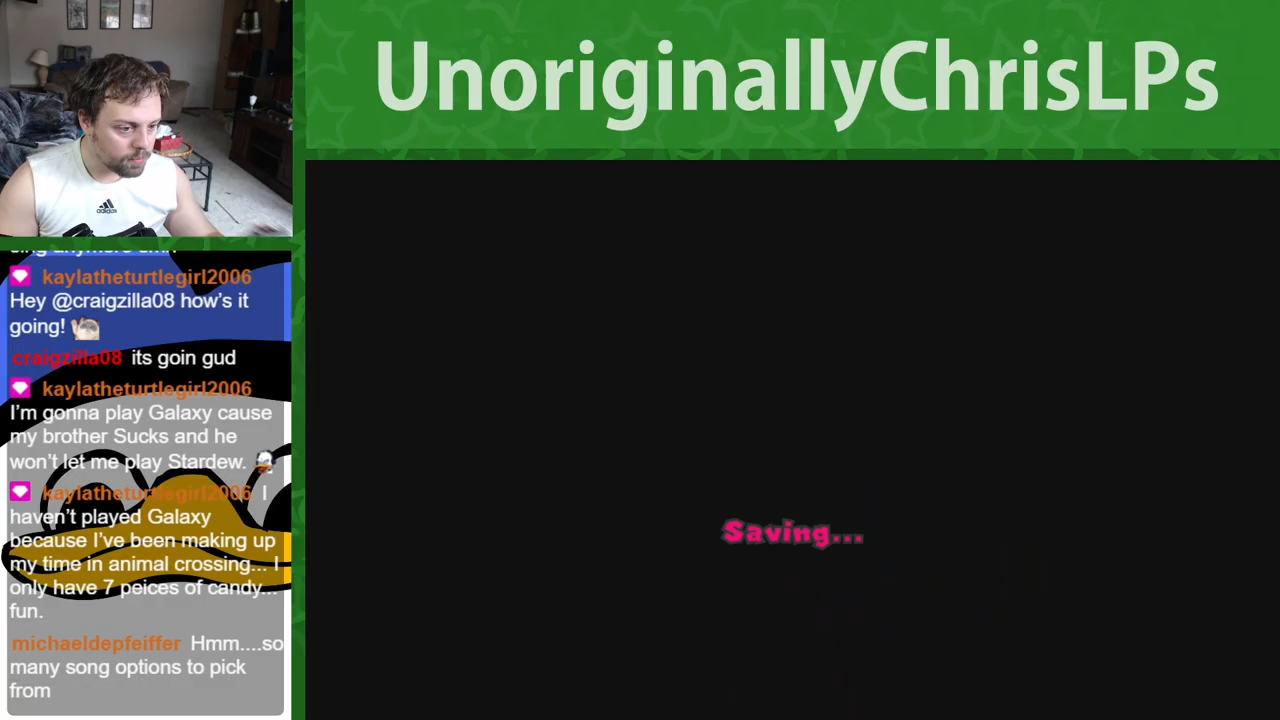 UnoriginallyChrisLPs
adidas
kaylatheturtlegirl2006
Hey @craigzilla08 how's it
going!
craigzilla08 its goin gud
kaylatheturtlegirl2006
I'm gonna play Galaxy cause
my brother Sucks and he
won't let me play Stardew.
kaylatheturtlegirl2006 I
haven't played Galaxy
because I've been making up
my time in animal crossing... I
only have 7 peices of candy...
fun.
michaeldepfeiffer Hmm....so
many song options to pick
from
Saving...